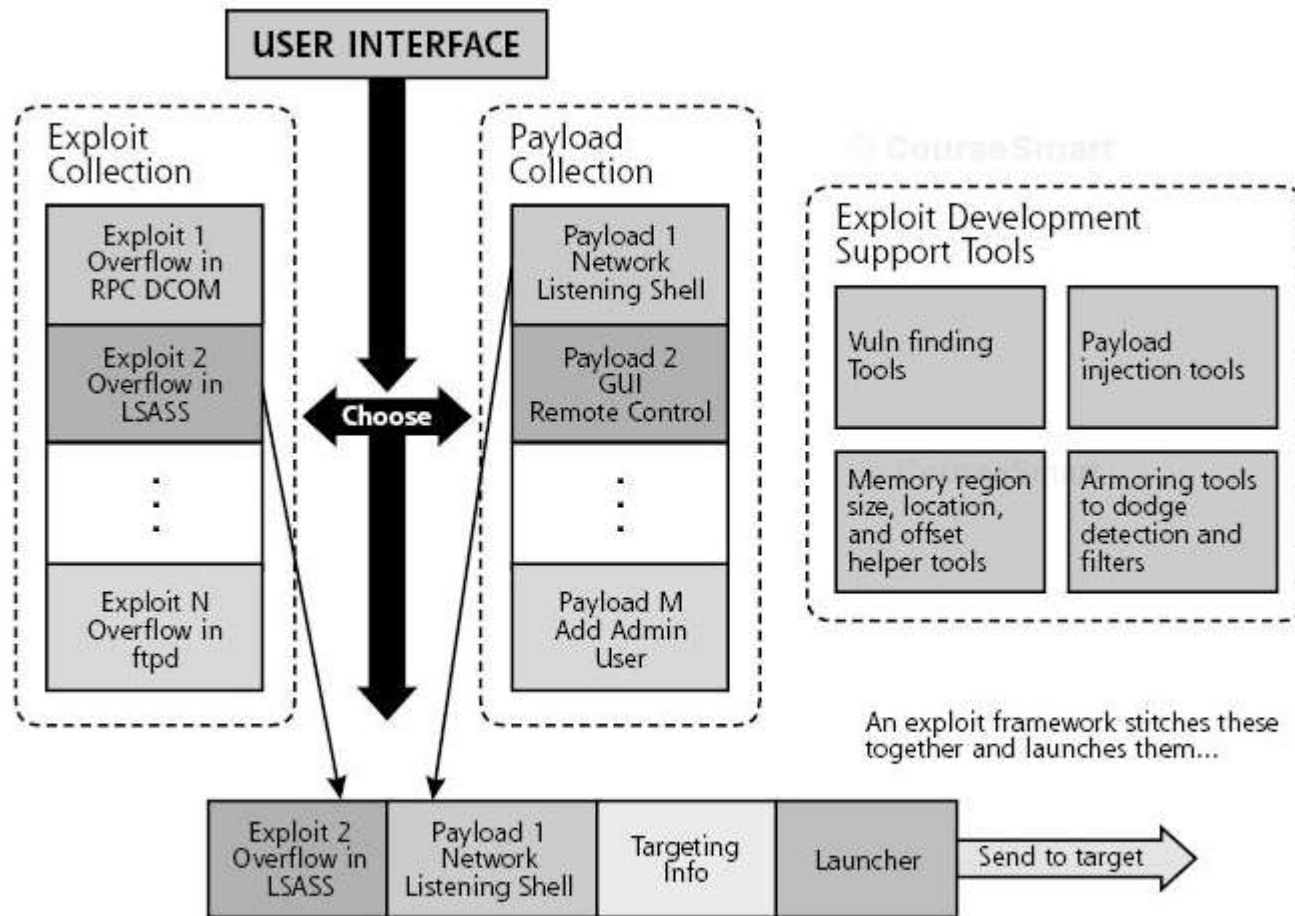 USER INTERFACE
Exploit
Collection
Exploit 1
Overflow in
RPC DCOM
Exploit 2
Overflow in
LSASS
Exploit N
Overflow in
ftpd
Choose
Payload
Collection
Payload 1
Network
Listening Shell
Payload 2
GUI
Remote Control
Payload M
Add Admin
User
CourseSmart
Exploit Development
Support Tools
Vuln finding
Tools
Payload
injection tools
CourseSmart
Memory region
size, location,
and offset
helper tools
Armoring tools
to dodge
detection and
filters
An exploit framework stitches these
together and launches them...
Exploit 2
Overflow in
LSASS
Payload 1
Network
Listening Shell
Targeting
Info
Launcher
Send to target